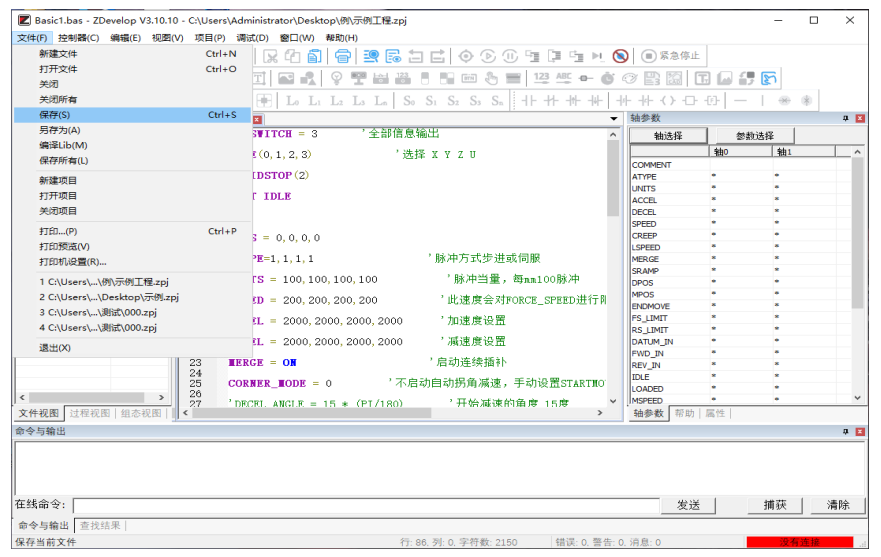 Basic1.bas - ZDevelop V3.10.10 - C:\Users\Administrator\Desktop\例\示例工程.zpj
文件(F) 控制器(C) 编辑(E) 视图(V) 项目(P) 调试(D) 窗口(W) 帮助(H)
新建文件 Ctrl+N
打开文件 Ctrl+O
关闭
关闭所有
保存(S) Ctrl+S
另存为(A)
编译Lib(M)
保存所有(L)
新建项目
打开项目
关闭项目
打印...(P) Ctrl+P
打印预览(V)
打印机设置(R)...
1 C:\Users\...\例\示例工程.zpj
2 C:\Users\...\Desktop\示例.zpj
3 C:\Users\...\测试\000.zpj
4 C:\Users\...\测试\000.zpj
退出(X)
紧急停止
123 ABC
L₀ L₁ L₂ L₃ Lₙ S₀ S₁ S₂ S₃ Sₙ
SWITCH = 3 '全部信息输出
(0,1,2,3) '选择 X Y Z U
IDSTOP(2)
T IDLE
S = 0,0,0,0
PE=1,1,1,1 '脉冲方式步进或伺服
TS = 100,100,100,100 '脉冲当量，每mm100脉冲
ED = 200,200,200,200 '此速度会对FORCE_SPEED进行限
EL = 2000,2000,2000,2000 '加速度设置
EL = 2000,2000,2000,2000 '减速度设置
23 MERGE = ON '启动连续插补
24
25 CORNER_MODE = 0 '不启动自动拐角减速，手动设置STARTMO
26
27 'DECEL_ANGLE = 15 * (PI/180) '开始减速的角度 15度
文件视图 过程视图 组态视图
轴参数
轴选择 参数选择
轴0 轴1
COMMENT
ATYPE * *
UNITS * *
ACCEL * *
DECEL * *
SPEED * *
CREEP * *
LSPEED * *
MERGE * *
SRAMP * *
DPOS * *
MPOS * *
ENDMOVE * *
FS_LIMIT * *
RS_LIMIT * *
DATUM_IN * *
FWD_IN * *
REV_IN * *
IDLE * *
LOADED * *
MSPEED * *
轴参数 帮助 属性
命令与输出
在线命令: 发送 捕获 清除
命令与输出 查找结果
保存当前文件 行: 86, 列: 0, 字符数: 2150 错误: 0, 警告: 0, 消息: 0 没有连接